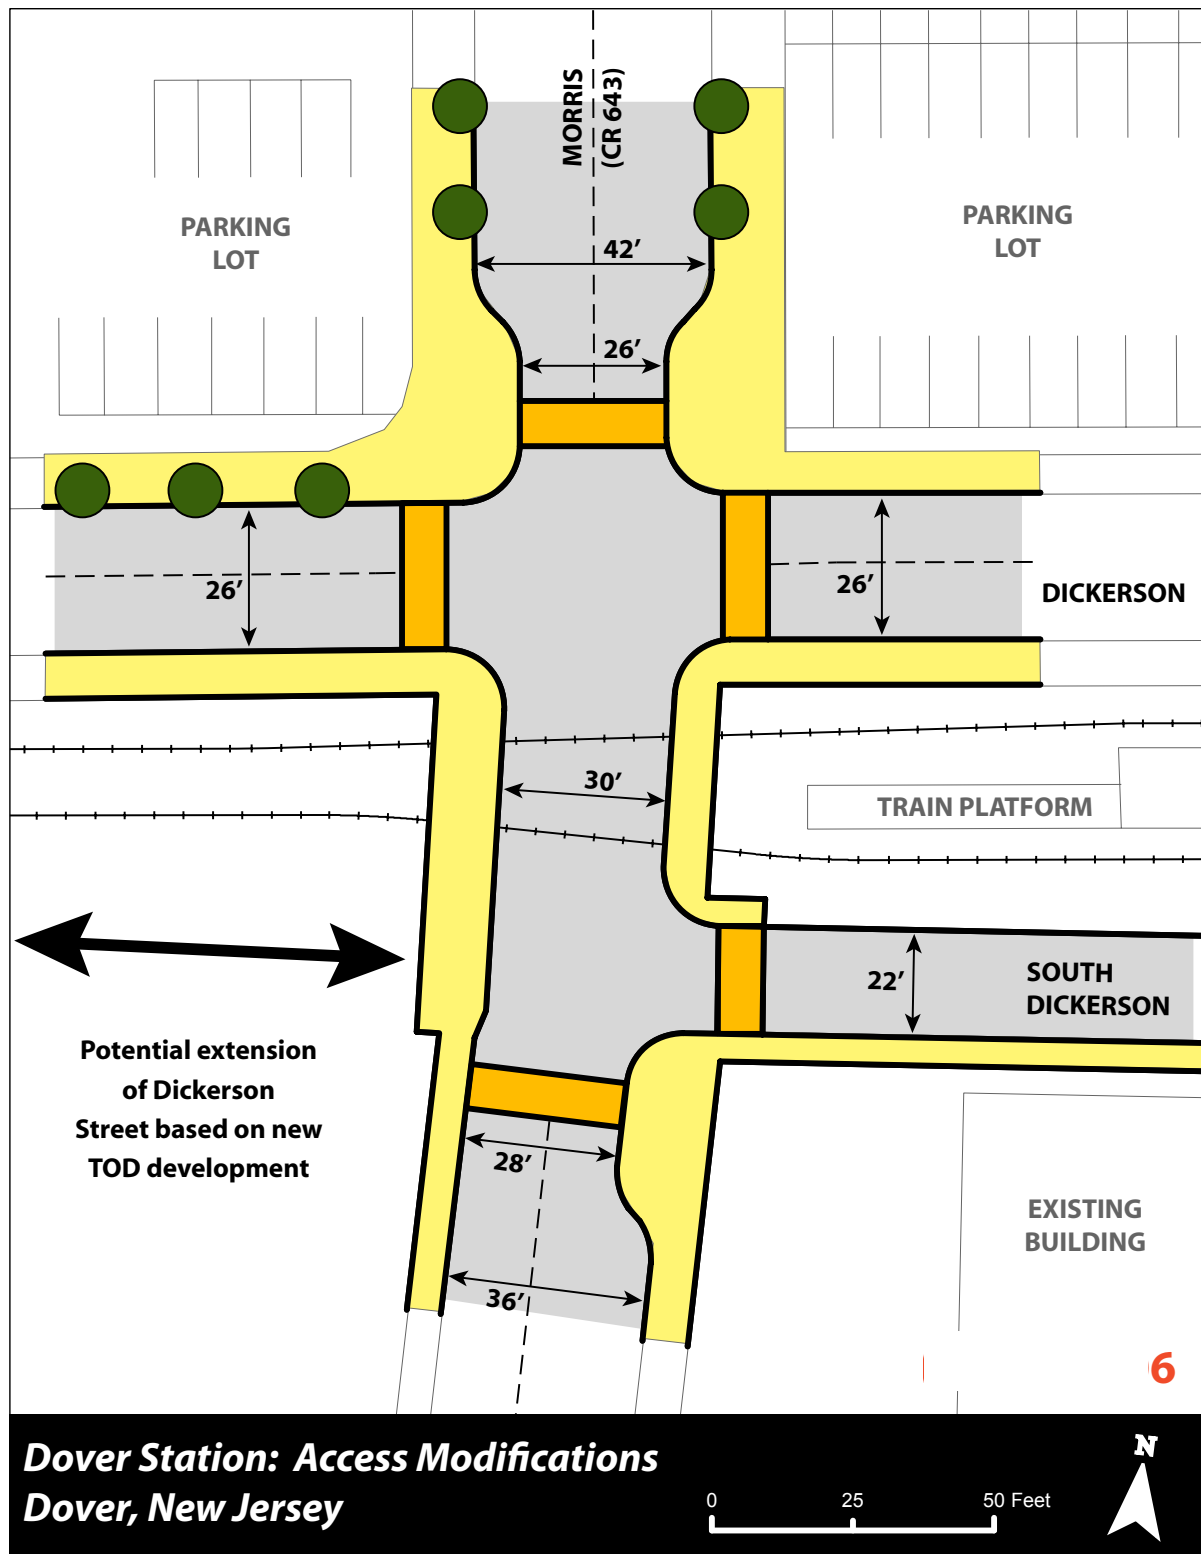 MORRIS
(CR 643)
PARKING
LOT
PARKING
LOT
42’
26’
26’
26’
DICKERSON
30’
TRAIN PLATFORM
22’
SOUTH
DICKERSON
Potential extension
of Dickerson
Street based on new
TOD development
28’
EXISTING
BUILDING
36’
6
Dover Station: Access Modifications
Dover, New Jersey
0 25 50 Feet
N